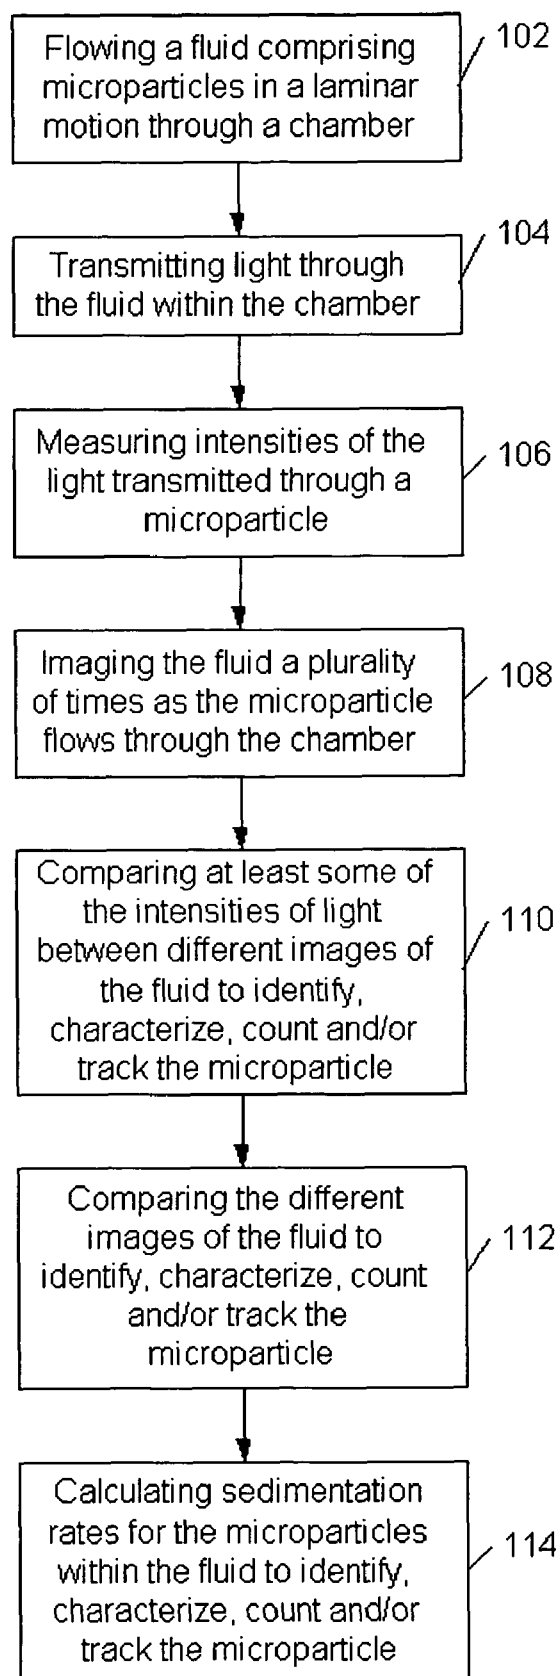 Flowing a fluid comprising
microparticles in a laminar
motion through a chamber
102
Transmitting light through
the fluid within the chamber
104
Measuring intensities of the
light transmitted through a
microparticle
106
Imaging the fluid a plurality
of times as the microparticle
flows through the chamber
108
Comparing at least some of
the intensities of light
between different images of
the fluid to identify,
characterize, count and/or
track the microparticle
110
Comparing the different
images of the fluid to
identify, characterize, count
and/or track the
microparticle
112
Calculating sedimentation
rates for the microparticles
within the fluid to identify,
characterize, count and/or
track the microparticle
114